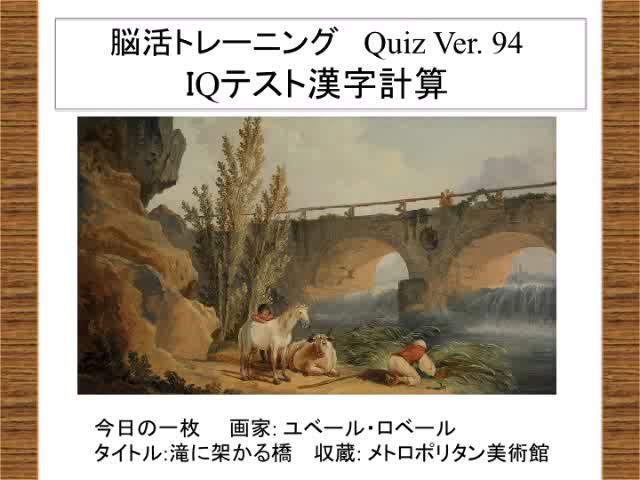 脳活トレーニング Quiz Ver. 94
IQテスト漢字計算
今日の一枚 画家: ユベール・ロベール
タイトル:滝に架かる橋 収蔵: メトロポリタン美術館